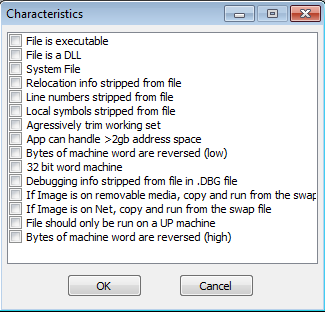 Characteristics
File is executable
File is a DLL
System File
Relocation info stripped from file
Line numbers stripped from file
Local symbols stripped from file
Agressively trim working set
App can handle >2gb address space
Bytes of machine word are reversed (low)
32 bit word machine
Debugging info stripped from file in .DBG file
If Image is on removable media, copy and run from the swap
If Image is on Net, copy and run from the swap file
File should only be run on a UP machine
Bytes of machine word are reversed (high)
OK
Cancel